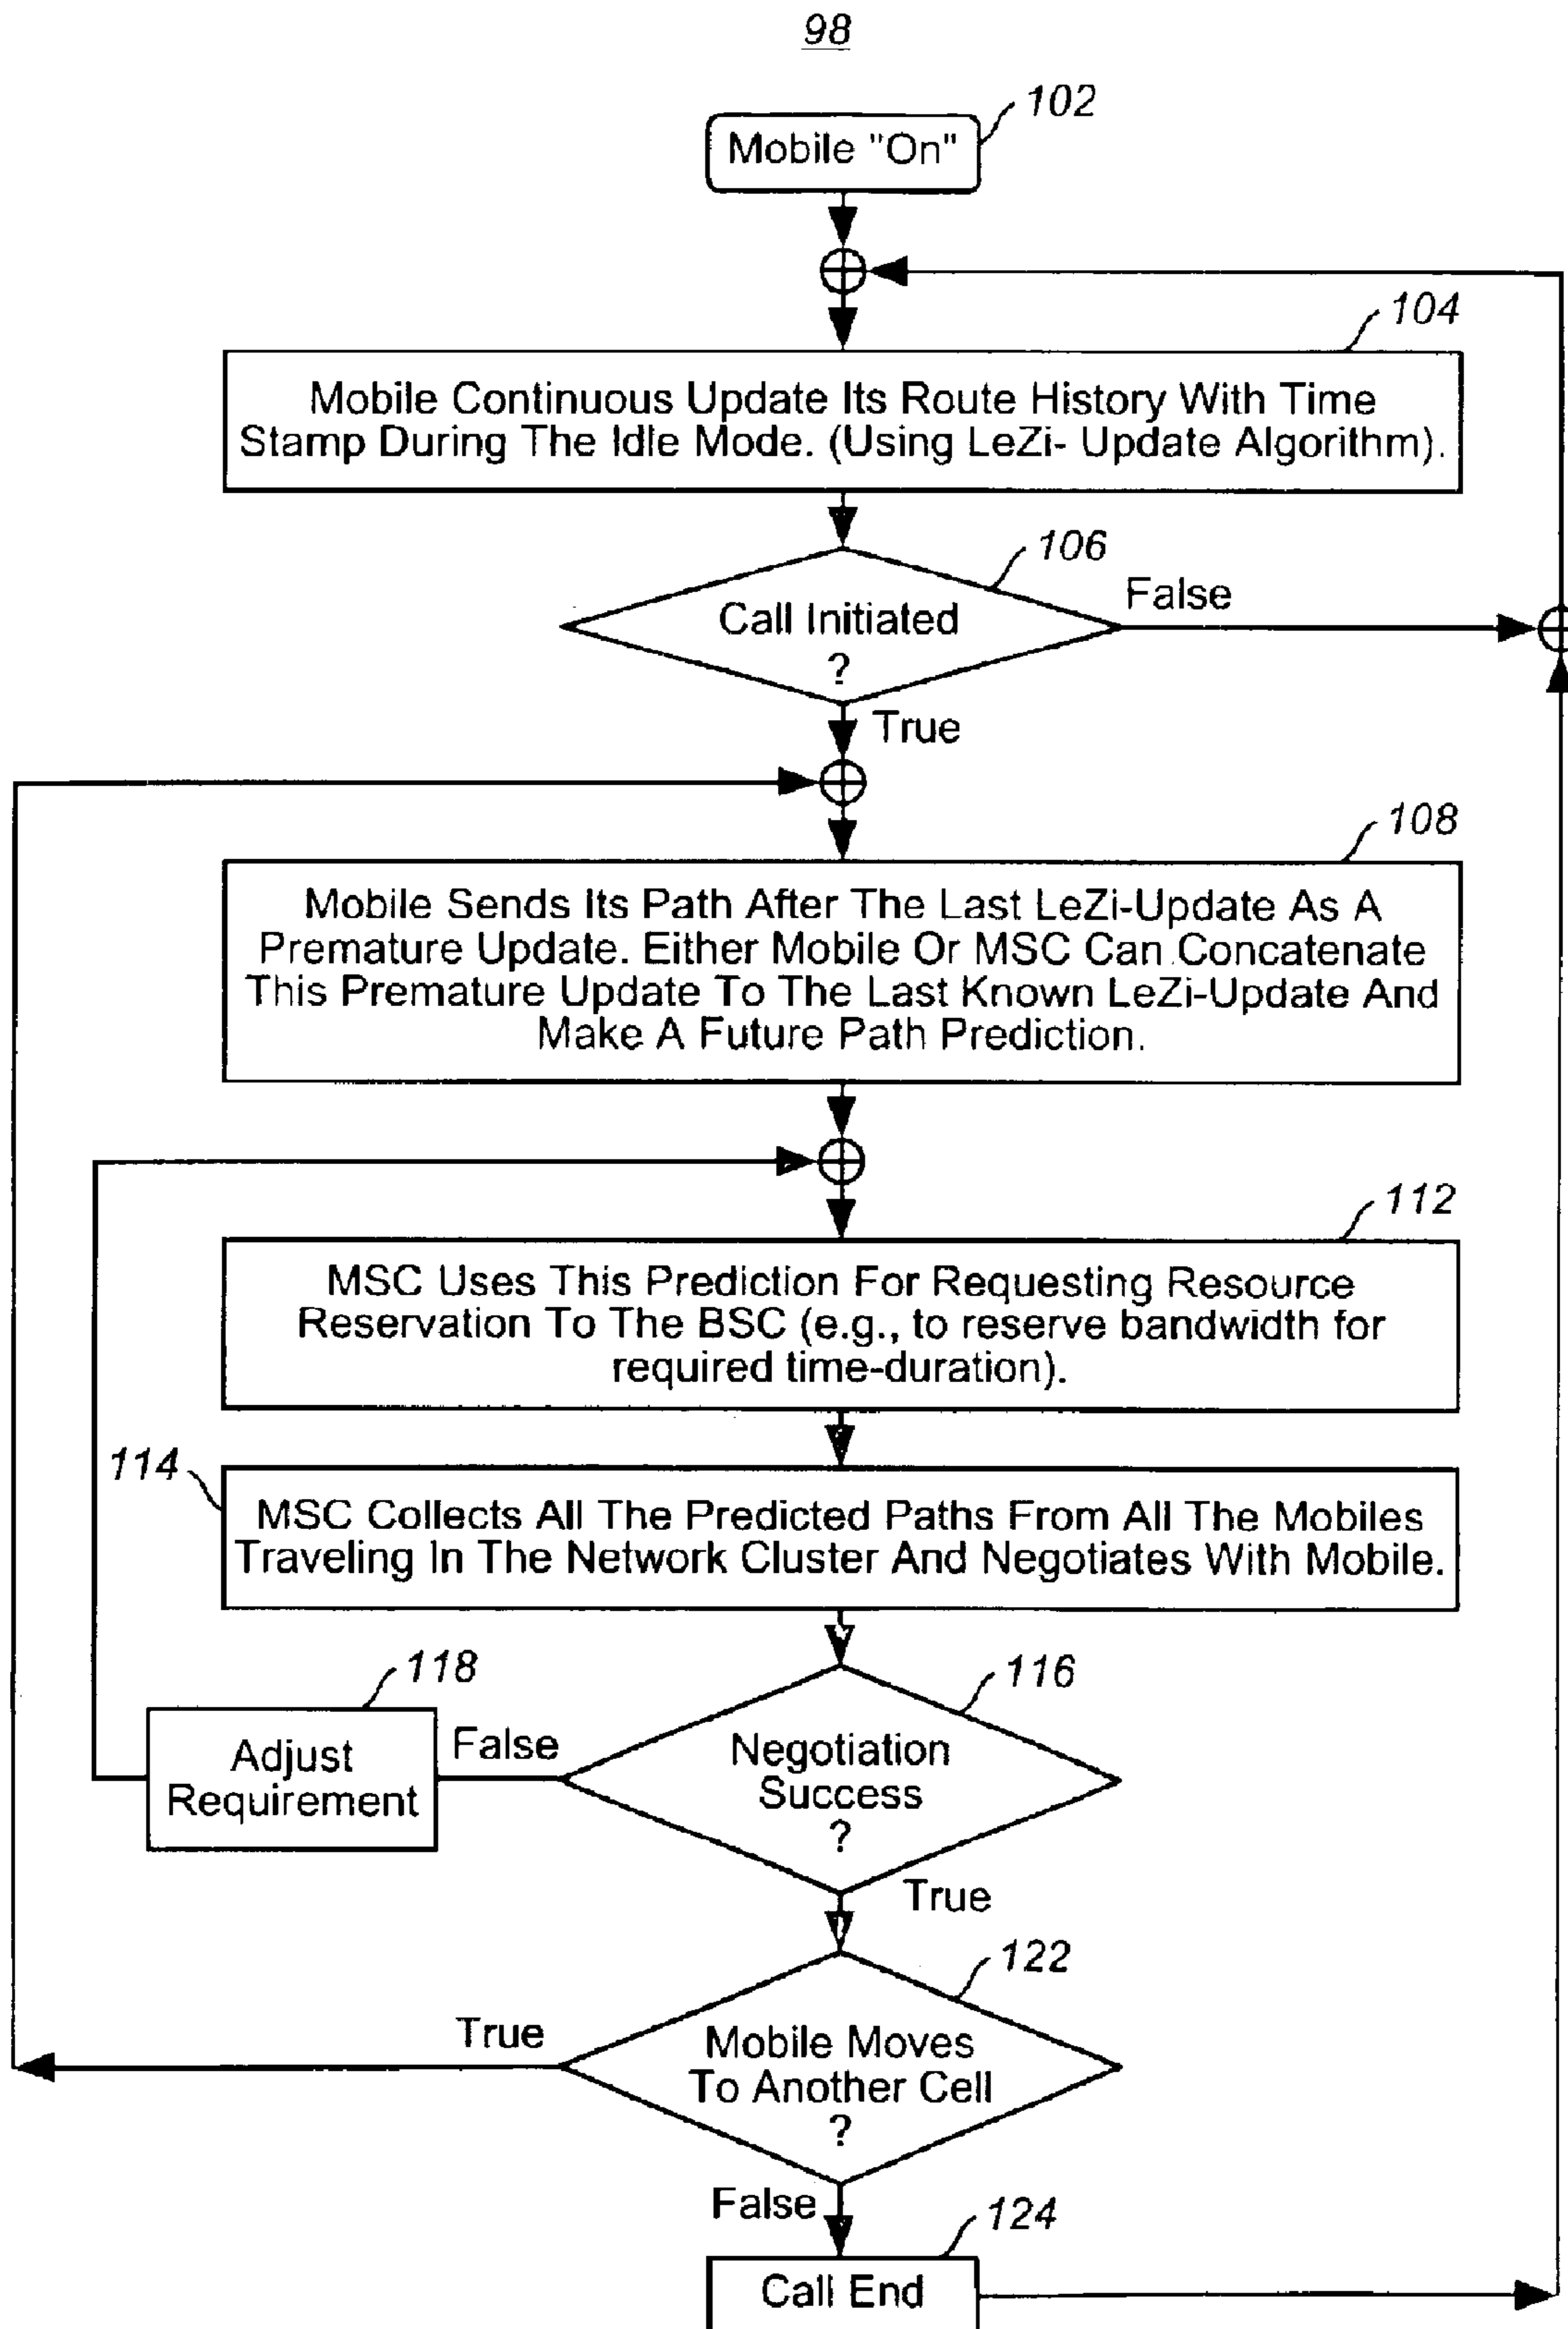 98
102
Mobile "On"
104
Mobile Continuous Update Its Route History With Time
Stamp During The Idle Mode. (Using LeZi- Update Algorithm).
106
Call Initiated
?
False
True
108
Mobile Sends Its Path After The Last LeZi-Update As A
Premature Update. Either Mobile Or MSC Can Concatenate
This Premature Update To The Last Known LeZi-Update And
Make A Future Path Prediction.
112
MSC Uses This Prediction For Requesting Resource
Reservation To The BSC (e.g., to reserve bandwidth for
required time-duration).
114
MSC Collects All The Predicted Paths From All The Mobiles
Traveling In The Network Cluster And Negotiates With Mobile.
118
116
Adjust
Requirement
False
Negotiation
Success
?
True
122
True
Mobile Moves
To Another Cell
?
False
124
Call End